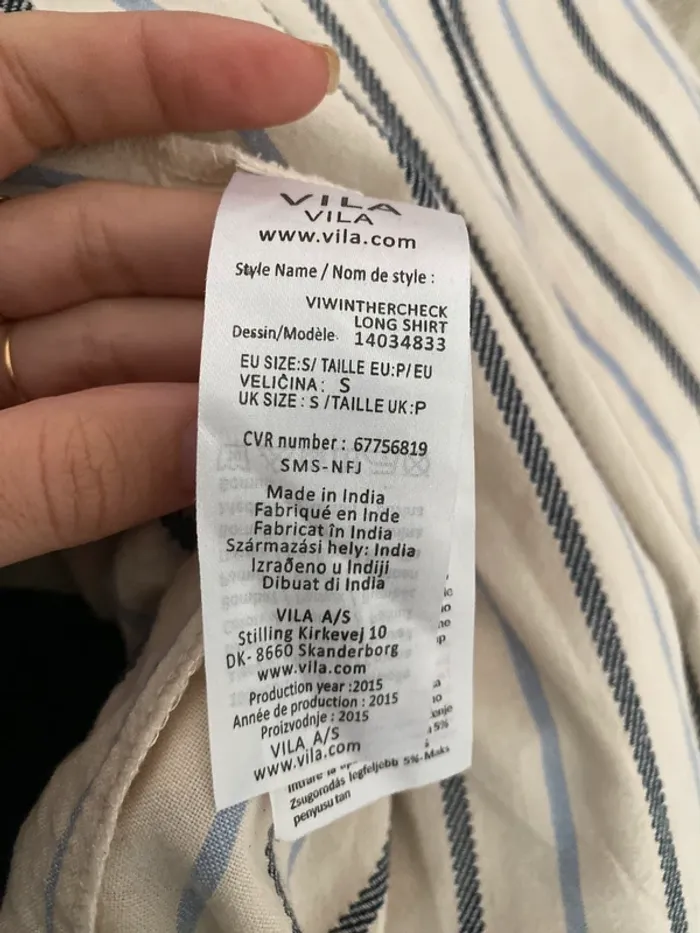 VILA
VILA
www.vila.com
Style Name / Nom de style :
VIWINTHERCHECK
LONG SHIRT
Dessin/Modèle 14034833
EU SIZE:S/ TAILLE EU:P/EU
VELIČINA: S
UK SIZE : S /TAILLE UK:P
CVR number : 67756819
SMS-NFJ
Made in India
Fabriqué en Inde
Fabricat în India
Származási hely: India
Izraðeno u Indiji
Dibuat di India
VILA A/S
Stilling Kirkevej 10
DK- 8660 Skanderborg
www.vila.com
Production year :2015
Année de production : 2015
Proizvodnje : 2015
VILA A/S
www.vila.com
5%
Zsugorodás legfeljebb 5%-Maks
penyusutan